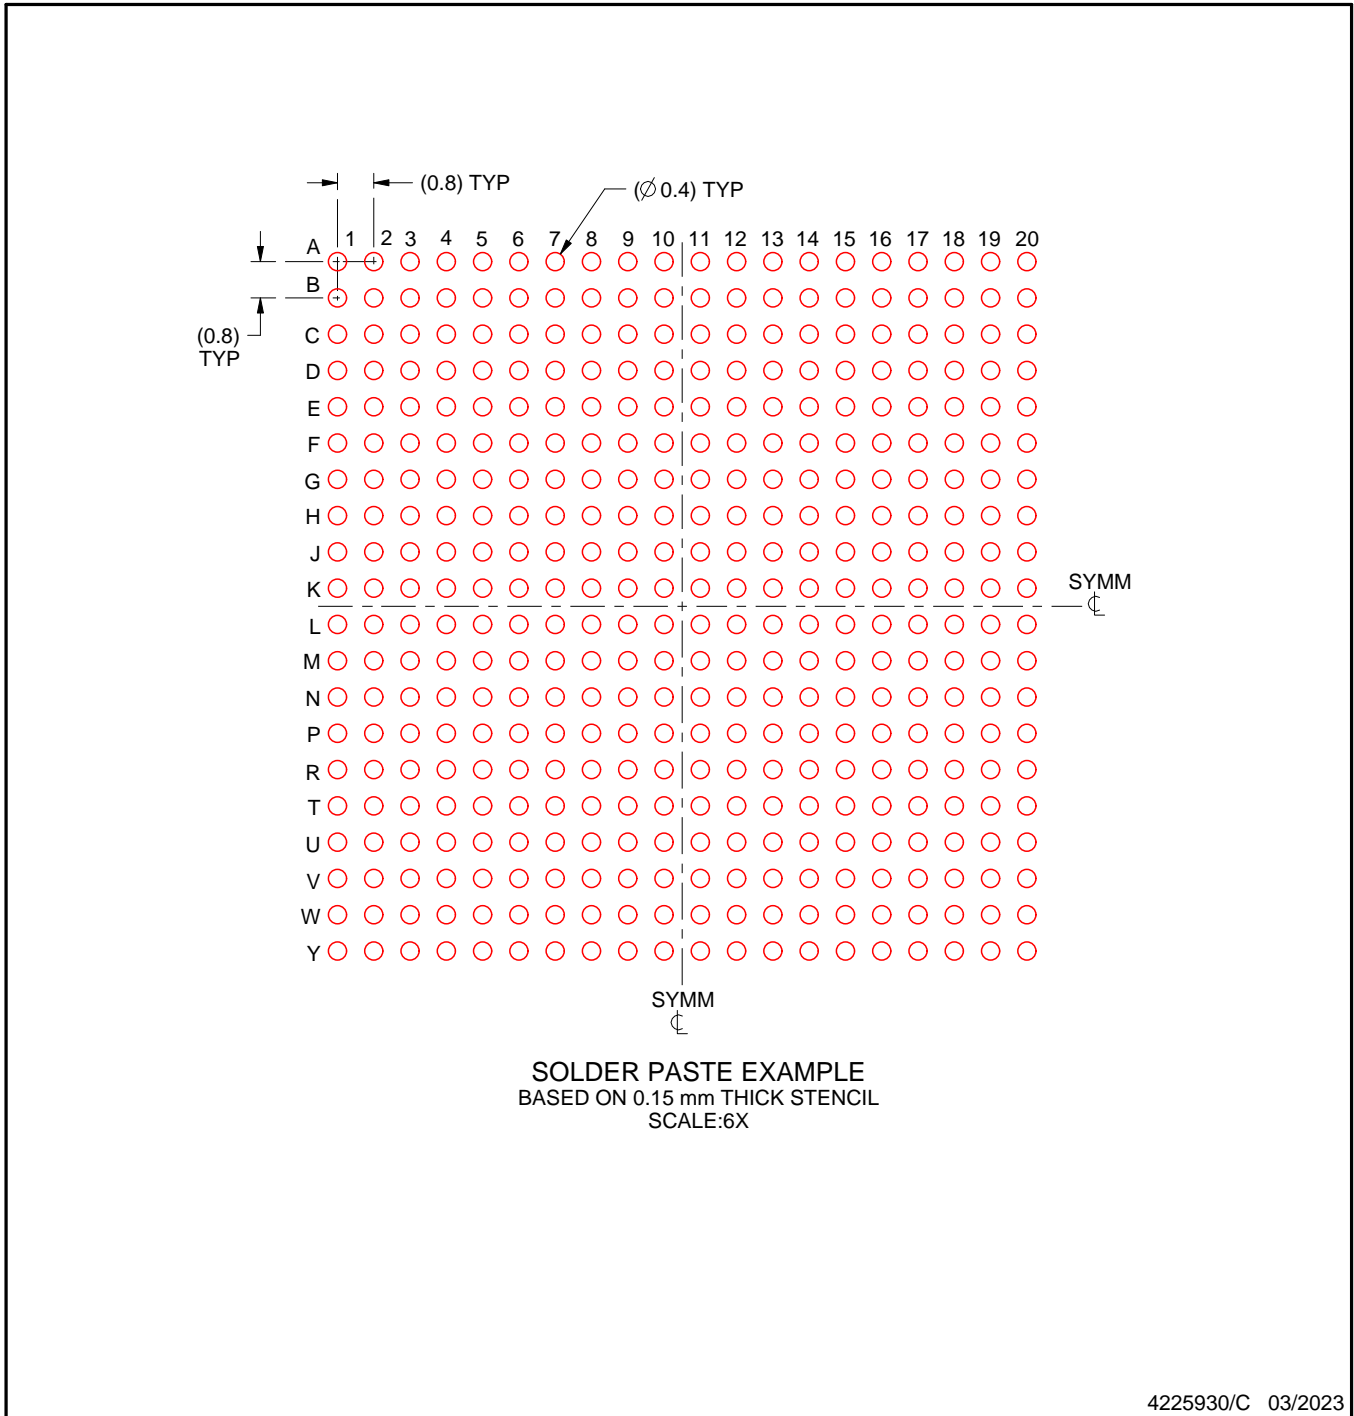 (0.8) TYP
(∅ 0.4) TYP
1 2 3 4 5 6 7 8 9 10 11 12 13 14 15 16 17 18 19 20
A
B
(0.8)
TYP
C
D
E
F
G
H
J
K
SYMM
℄
L
M
N
P
R
T
U
V
W
Y
SYMM
℄
SOLDER PASTE EXAMPLE
BASED ON 0.15 mm THICK STENCIL
SCALE:6X
4225930/C 03/2023